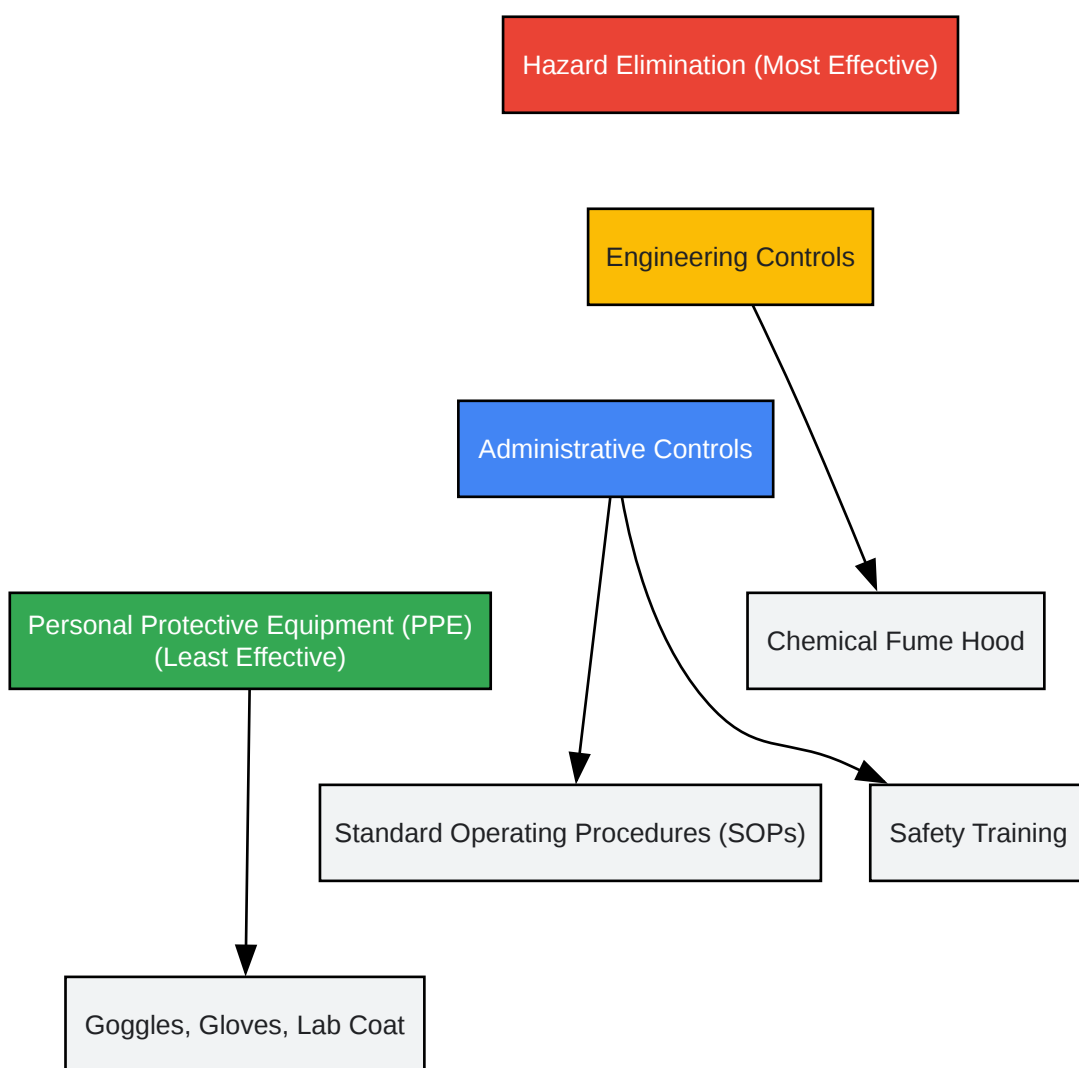 Hazard Elimination (Most Effective)
Engineering Controls
Administrative Controls
Personal Protective Equipment (PPE)
(Least Effective)
Chemical Fume Hood
Standard Operating Procedures (SOPs)
Safety Training
Goggles, Gloves, Lab Coat